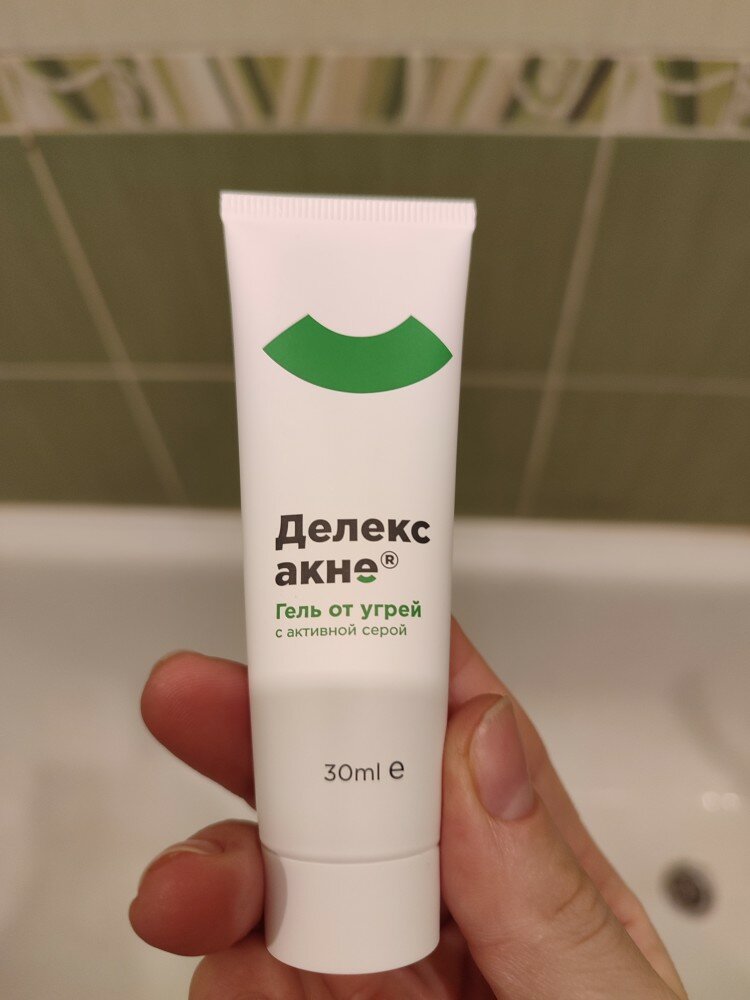 Делекс
акне®
Гель от угрей
с активной серой
30ml e